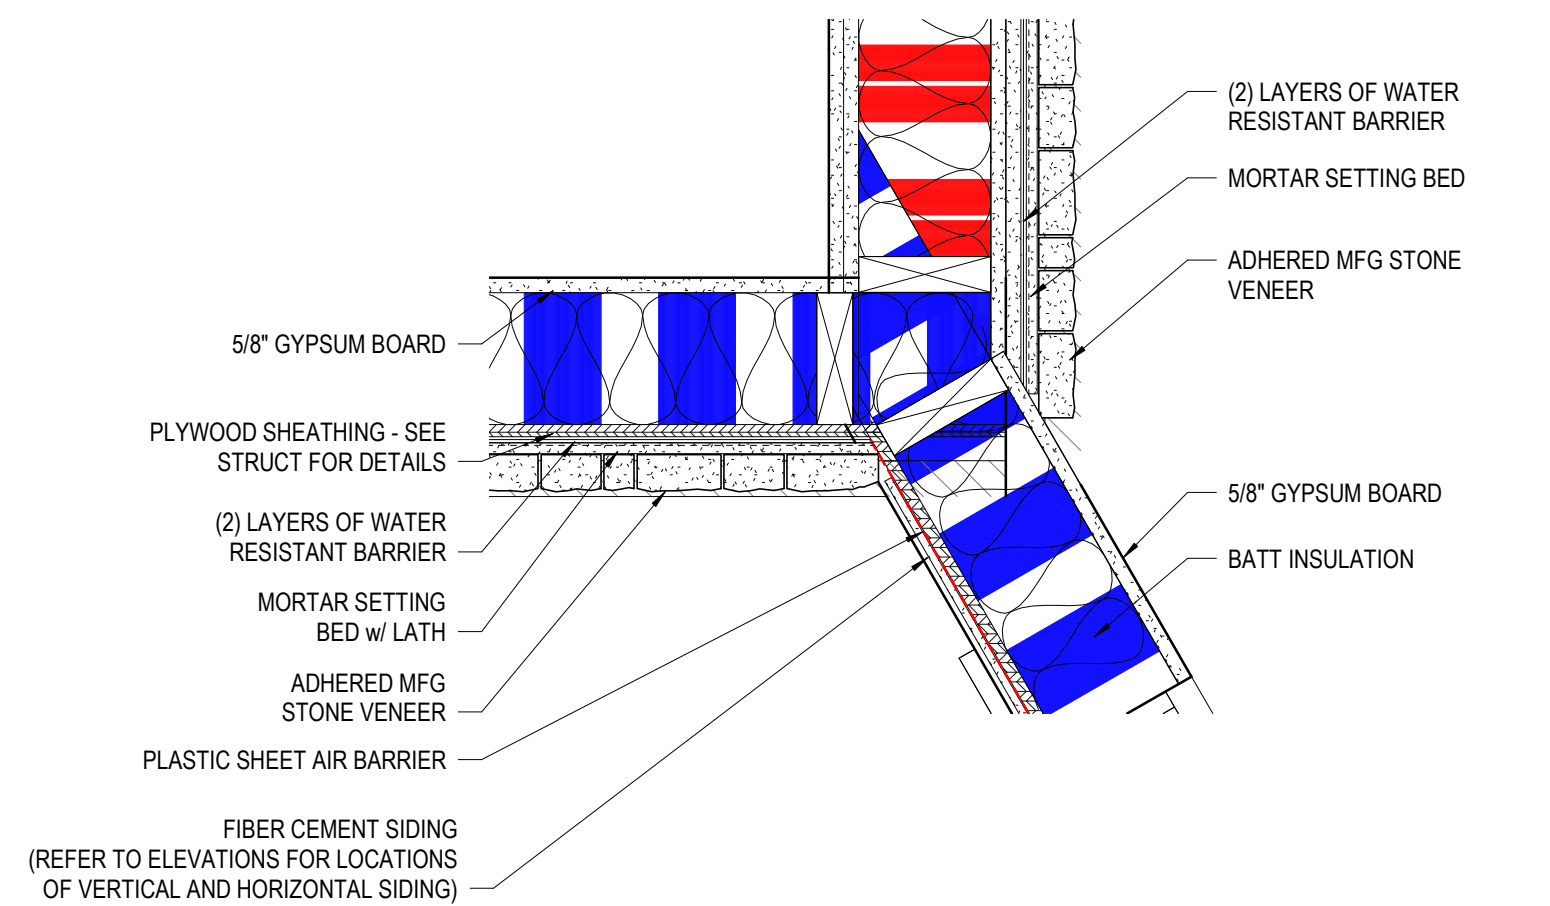 5/8" GYPSUM BOARD
PLYWOOD SHEATHING - SEE
STRUCT FOR DETAILS
(2) LAYERS OF WATER
RESISTANT BARRIER
MORTAR SETTING
BED w/ LATH
ADHERED MFG
STONE VENEER
PLASTIC SHEET AIR BARRIER
FIBER CEMENT SIDING
(REFER TO ELEVATIONS FOR LOCATIONS
OF VERTICAL AND HORIZONTAL SIDING)
(2) LAYERS OF WATER
RESISTANT BARRIER
MORTAR SETTING BED
ADHERED MFG STONE
VENEER
5/8" GYPSUM BOARD
BATT INSULATION